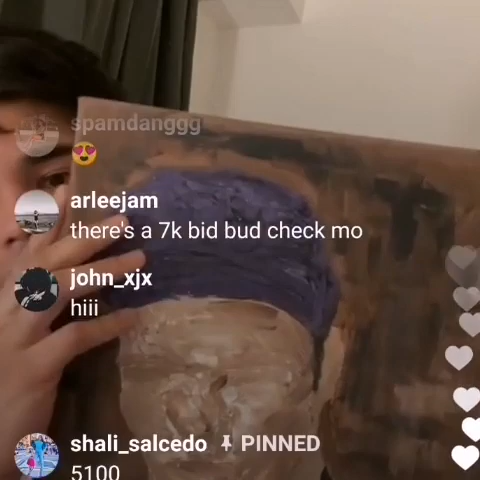 spamdanggg
😍
arleejam
there's a 7k bid bud check mo
john_xjx
hiii
shali_salcedo PINNED
5100